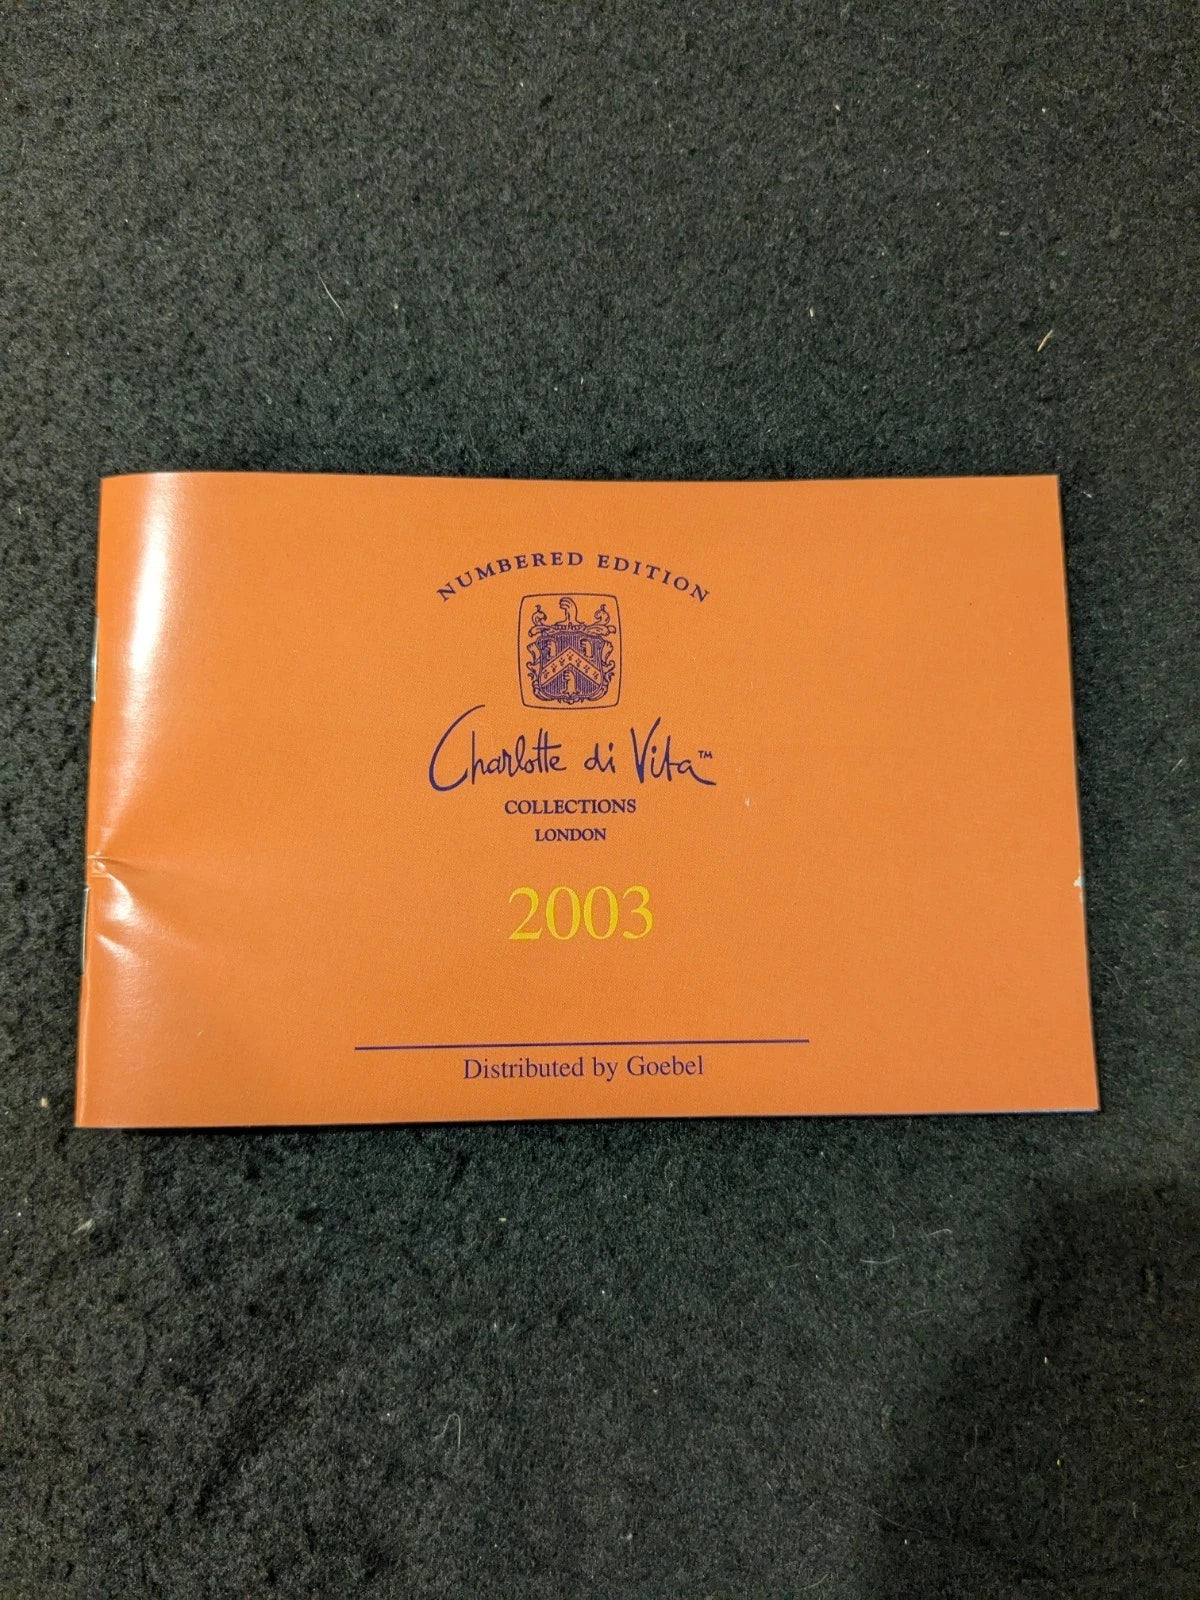 NUMBERED EDITION
Charlotte di Vita™
COLLECTIONS
LONDON
2003
Distributed by Goebel